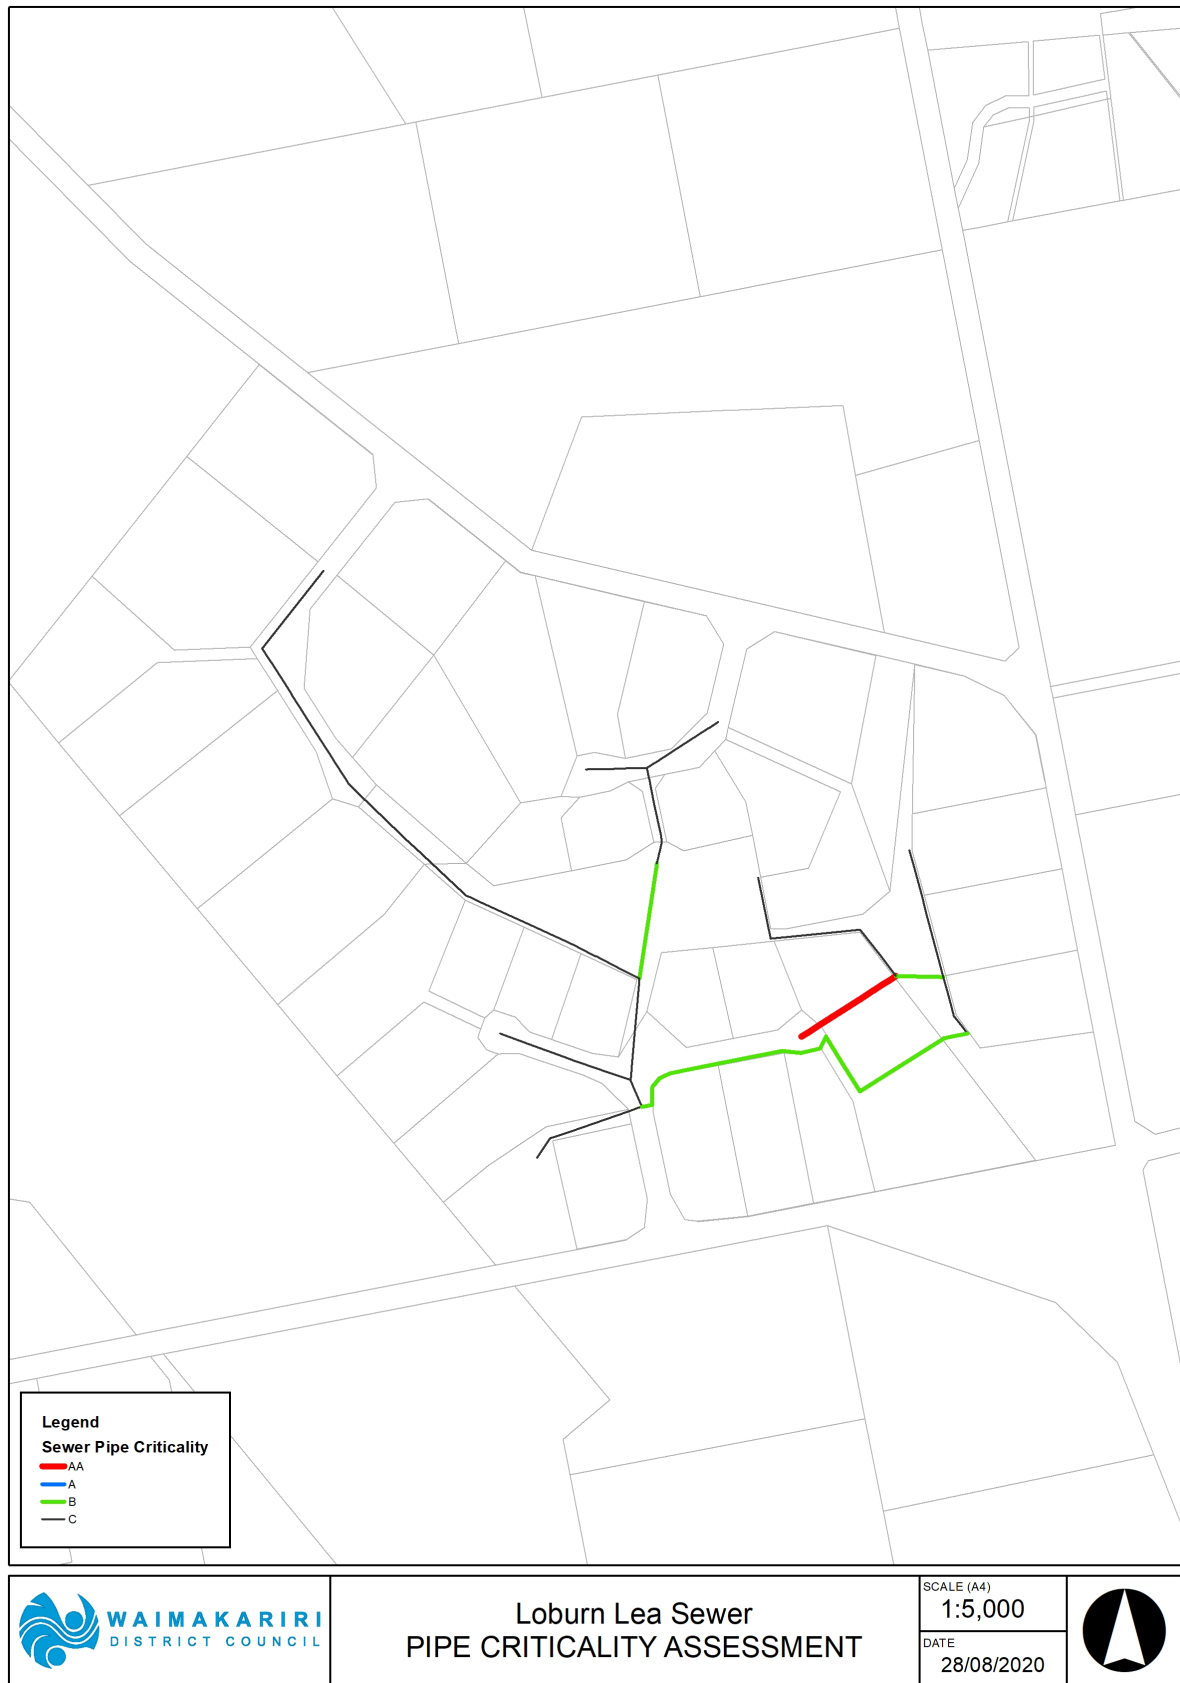 Legend
Sewer Pipe Criticality
AA
A
B
C
WAIMAKARIRI
DISTRICT COUNCIL
Loburn Lea Sewer
PIPE CRITICALITY ASSESSMENT
SCALE (A4)
1:5,000
DATE
28/08/2020